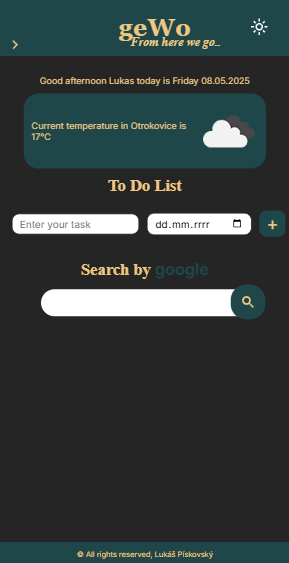 geWo
From here we go...
Good afternoon Lukas today is Friday 08.05.2025
Current temperature in Otrokovice is
17°C
To Do List
Enter your task
dd.mm.rrrr
+
Search by google
© All rights reserved, Lukáš Pískovský